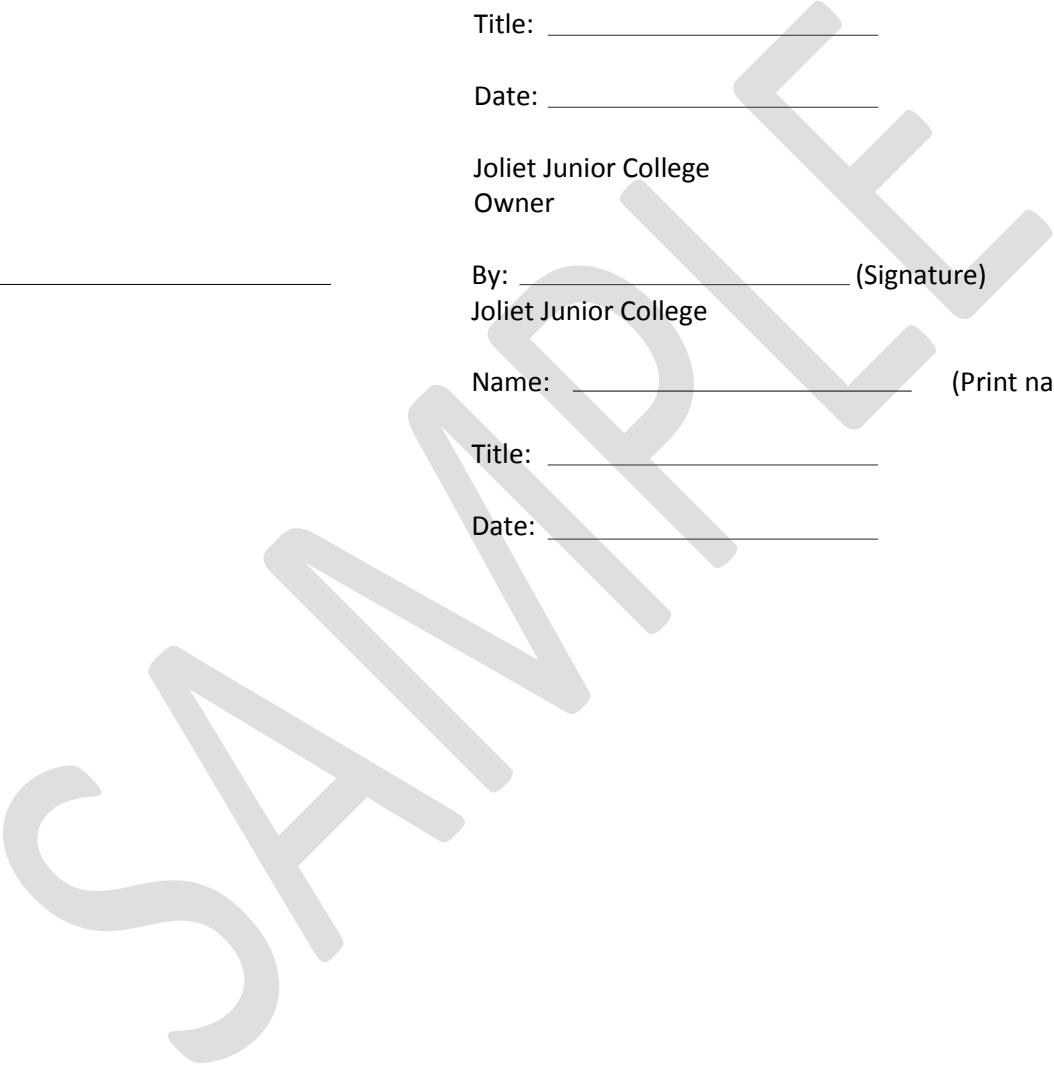 Title:
Date:
Joliet Junior College
Owner
By: (Signature)
Joliet Junior College
Name: (Print na
Title:
Date:
SAMPLE